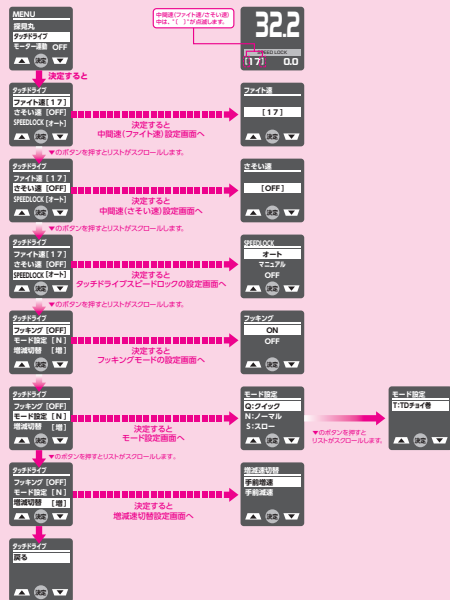 MENU
探見丸
タッチドライブ
モーター連動 OFF
決定
決定すると
中間速(ファイト速/さそい速)
中は、"[ ]"が点滅します。
32.2
SPEED LOCK
[17] 0.0
タッチドライブ
ファイト速[17]
さそい速 [OFF]
SPEEDLOCK [オート]
決定
決定すると
中間速(ファイト速)設定画面へ
ファイト速
[17]
決定
▼のボタンを押すとリストがスクロールします。
タッチドライブ
ファイト速 [17]
さそい速 [OFF]
SPEEDLOCK [オート]
決定
決定すると
中間速(さそい速)設定画面へ
さそい速
[OFF]
決定
▼のボタンを押すとリストがスクロールします。
タッチドライブ
ファイト速[17]
さそい速 [OFF]
SPEEDLOCK [オート]
決定
決定すると
タッチドライブスピードロックの設定画面へ
SPEEDLOCK
オート
マニュアル
OFF
決定
▼のボタンを押すとリストがスクロールします。
タッチドライブ
フッキング [OFF]
モード設定 [N]
増減切替 [増]
決定
決定すると
フッキングモードの設定画面へ
フッキング
ON
OFF
決定
タッチドライブ
フッキング [OFF]
モード設定 [N]
増減切替 [増]
決定
決定すると
モード設定画面へ
モード設定
Q:クイック
N:ノーマル
S:スロー
決定
▼のボタンを押すと
リストがスクロールします。
モード設定
T:TDチョイ巻
決定
▼のボタンを押すとリストがスクロールします。
タッチドライブ
フッキング [OFF]
モード設定 [N]
増減切替 [増]
決定
決定すると
増減速切替設定画面へ
増減速切替
手前増速
手前減速
決定
タッチドライブ
戻る
決定